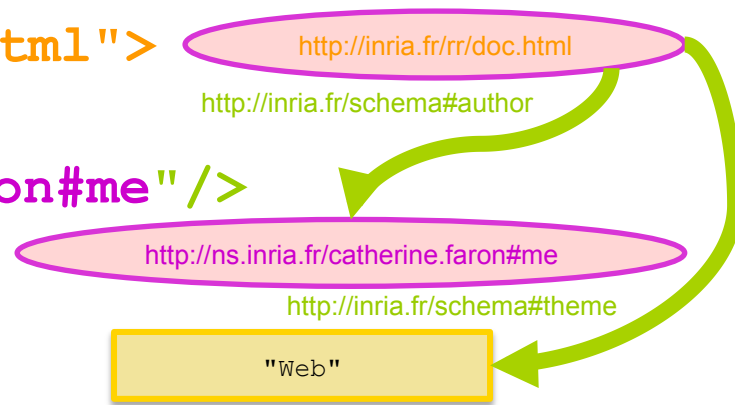 tml"> http://inria.fr/rr/doc.html
http://inria.fr/schema#author
on#me"/>
http://ns.inria.fr/catherine.faron#me
http://inria.fr/schema#theme
"Web"